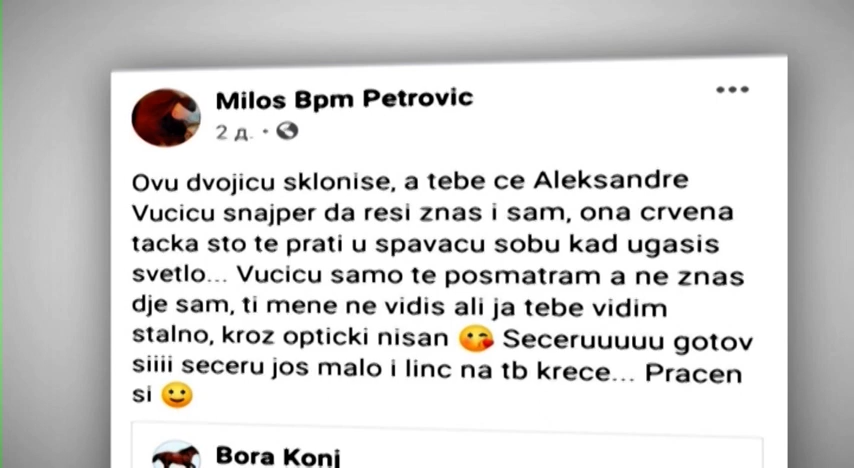 Milos Bpm Petrovic
2 д. ·
Ovu dvojicu sklonise, a tebe ce Aleksandre
Vucicu snajper da resi znas i sam, ona crvena
tacka sto te prati u spavacu sobu kad ugasis
svetlo... Vucicu samo te posmatram a ne znas
dje sam, ti mene ne vidis ali ja tebe vidim
stalno, kroz opticki nisan 😘 Seceruuuuu gotov
siiii seceru jos malo i linc na tb krece... Pracen
si 🙂
Bora Konj